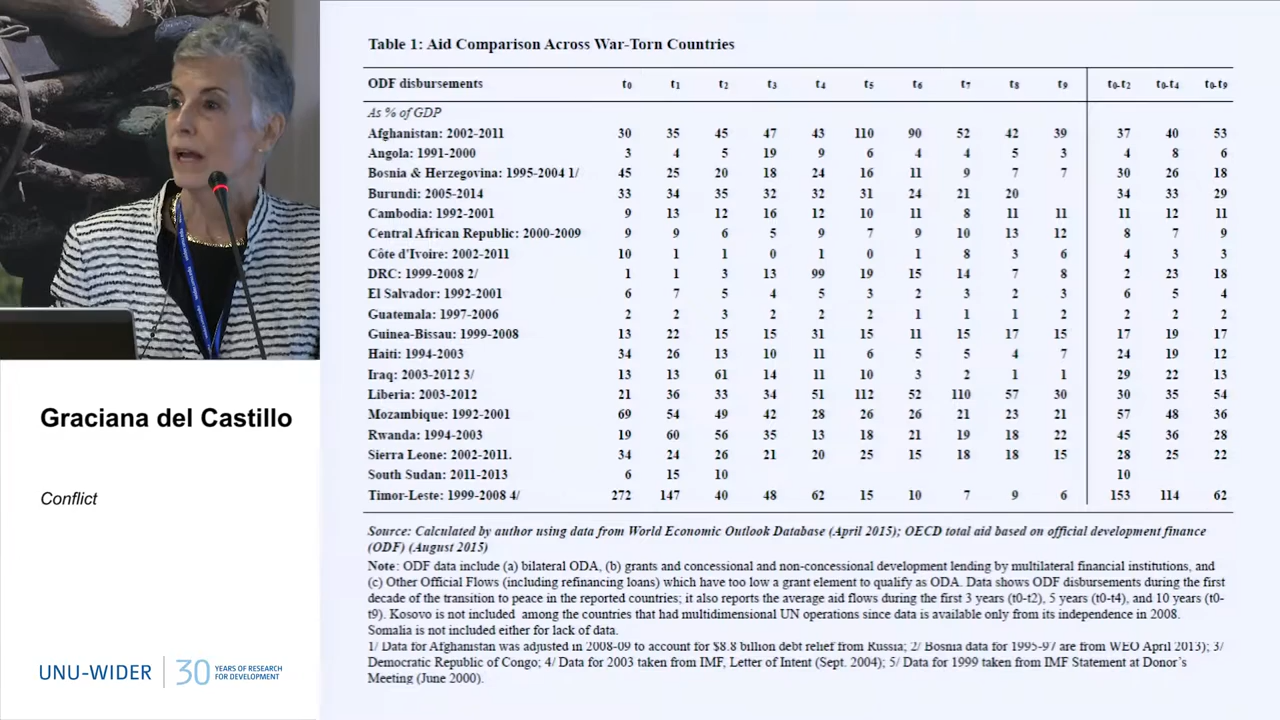 Table 1: Aid Comparison Across War-Torn Countries
ODF disbursements t0 t1 t2 t3 t4 t5 t6 t7 t8 t9 t0-t2 t0-t4 t0-t9
As % of GDP
Afghanistan: 2002-2011 30 35 45 47 43 110 90 52 42 39 37 40 53
Angola: 1991-2000 3 4 5 19 9 6 4 4 5 3 4 8 6
Bosnia & Herzegovina: 1995-2004 1/ 45 25 20 18 24 16 11 9 7 7 30 26 18
Burundi: 2005-2014 33 34 35 32 32 31 24 21 20 34 33 29
Cambodia: 1992-2001 9 13 12 16 12 10 11 8 11 11 11 12 11
Central African Republic: 2000-2009 9 9 6 5 9 7 9 10 13 12 8 7 9
Côte d'Ivoire: 2002-2011 10 1 1 0 1 0 1 8 3 6 4 3 3
DRC: 1999-2008 2/ 1 1 3 13 99 19 15 14 7 8 2 23 18
El Salvador: 1992-2001 6 7 5 4 5 3 2 3 2 3 6 5 4
Guatemala: 1997-2006 2 2 3 2 2 2 1 1 1 2 2 2 2
Guinea-Bissau: 1999-2008 13 22 15 15 31 15 11 15 17 15 17 19 17
Haiti: 1994-2003 34 26 13 10 11 6 5 5 4 7 24 19 12
Iraq: 2003-2012 3/ 13 13 61 14 11 10 3 2 1 1 29 22 13
Liberia: 2003-2012 21 36 33 34 51 112 52 110 57 30 30 35 54
Mozambique: 1992-2001 69 54 49 42 28 26 26 21 23 21 57 48 36
Rwanda: 1994-2003 19 60 56 35 13 18 21 19 18 22 45 36 28
Sierra Leone: 2002-2011. 34 24 26 21 20 25 15 18 18 15 28 25 22
South Sudan: 2011-2013 6 15 10 10
Timor-Leste: 1999-2008 4/ 272 147 40 48 62 15 10 7 9 6 153 114 62
Source: Calculated by author using data from World Economic Outlook Database (April 2015); OECD total aid based on official development finance
(ODF) (August 2015)
Note: ODF data include (a) bilateral ODA, (b) grants and concessional and non-concessional development lending by multilateral financial institutions, and
(c) Other Official Flows (including refinancing loans) which have too low a grant element to qualify as ODA. Data shows ODF disbursements during the first
decade of the transition to peace in the reported countries; it also reports the average aid flows during the first 3 years (t0-t2), 5 years (t0-t4), and 10 years (t0-
t9). Kosovo is not included among the countries that had multidimensional UN operations since data is available only from its independence in 2008.
Somalia is not included either for lack of data.
1/ Data for Afghanistan was adjusted in 2008-09 to account for $8.8 billion debt relief from Russia; 2/ Bosnia data for 1995-97 are from WEO April 2013); 3/
Democratic Republic of Congo; 4/ Data for 2003 taken from IMF, Letter of Intent (Sept. 2004); 5/ Data for 1999 taken from IMF Statement at Donor's
Meeting (June 2000).
Graciana del Castillo
Conflict
UNU-WIDER 30 YEARS OF RESEARCH
FOR DEVELOPMENT